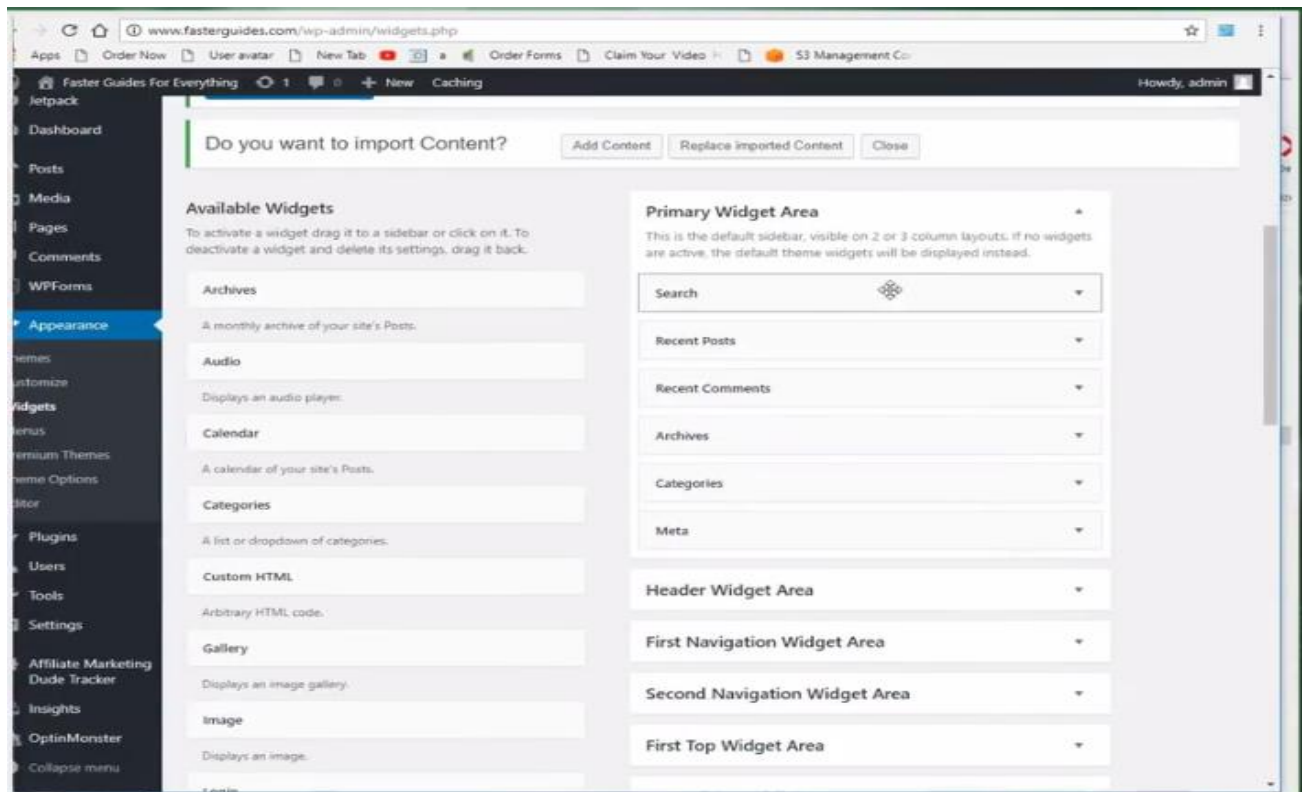 www.fasterguides.com/wp-admin/widgets.php
Apps Order Now User avatar New Tab a Order Forms Claim Your Video S3 Management Co
Faster Guides For Everything 1 0 New Caching Howdy, admin
Jetpack
Dashboard
Posts
Media
Pages
Comments
WPForms
Appearance
hemes
ustomize
Widgets
enus
remium Themes
heme Options
ditor
Plugins
Users
Tools
Settings
Affiliate Marketing
Dude Tracker
Insights
OptinMonster
Collapse menu
Do you want to import Content? Add Content Replace imported Content Close
Available Widgets
To activate a widget drag it to a sidebar or click on it. To
deactivate a widget and delete its settings, drag it back.
Archives
A monthly archive of your site's Posts.
Audio
Displays an audio player.
Calendar
A calendar of your site's Posts.
Categories
A list or dropdown of categories.
Custom HTML
Arbitrary HTML code.
Gallery
Displays an image gallery.
Image
Displays an image.
Primary Widget Area
This is the default sidebar, visible on 2 or 3 column layouts. If no widgets
are active, the default theme widgets will be displayed instead.
Search
Recent Posts
Recent Comments
Archives
Categories
Meta
Header Widget Area
First Navigation Widget Area
Second Navigation Widget Area
First Top Widget Area